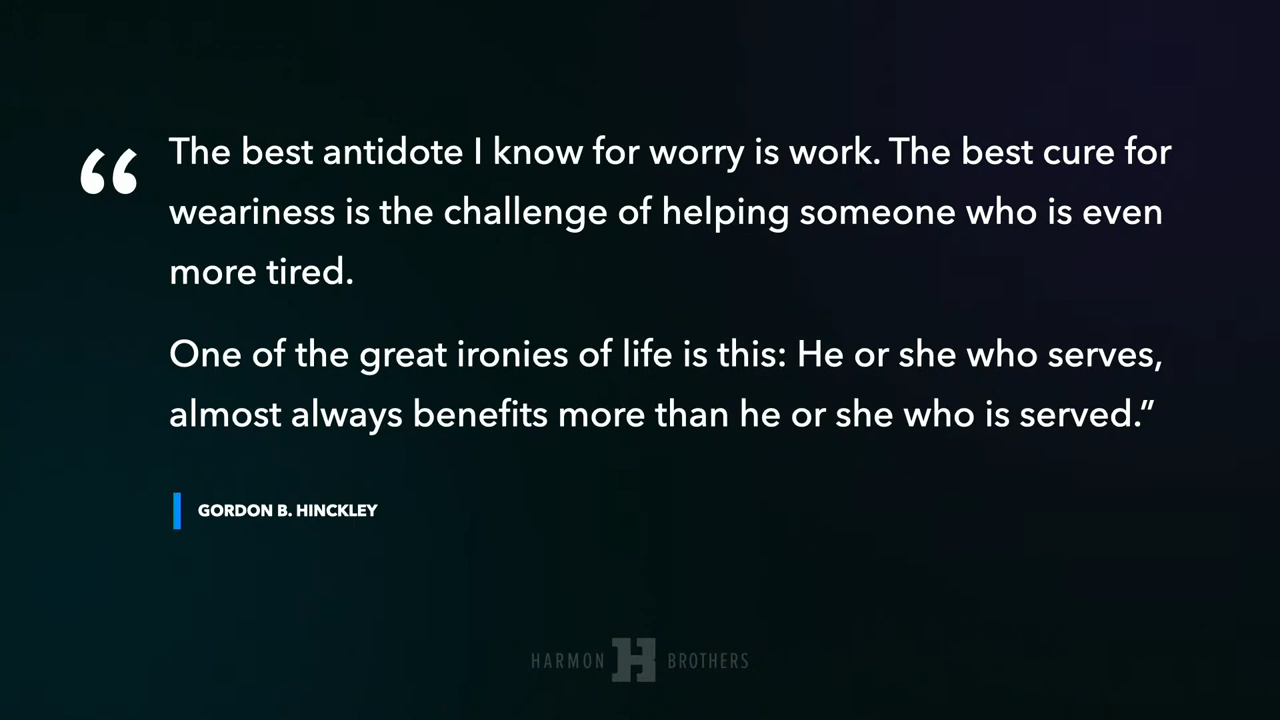 “The best antidote I know for worry is work. The best cure for
weariness is the challenge of helping someone who is even
more tired.
One of the great ironies of life is this: He or she who serves,
almost always benefits more than he or she who is served.”
GORDON B. HINCKLEY
HARMON H BROTHERS